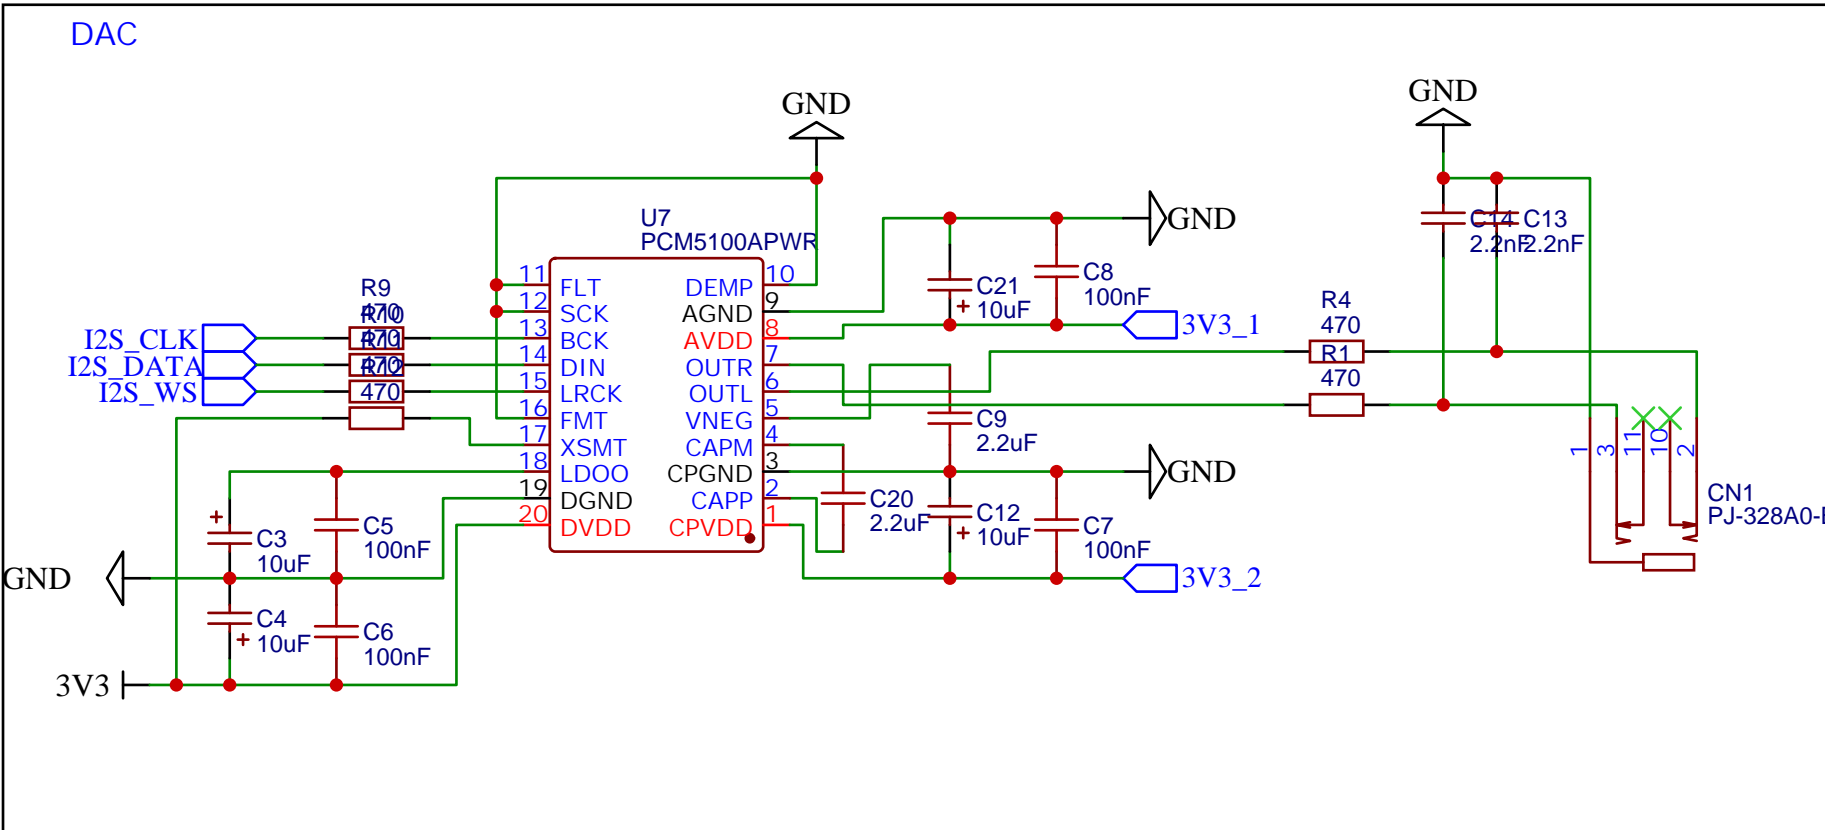 DAC
GND
GND
U7
PCM5100APWR
GND
C14
C13
2.2nF
2.2nF
11
FLT
DEMP
10
12
SCK
AGND
9
13
BCK
AVDD
8
14
DIN
OUTR
7
15
LRCK
OUTL
6
16
FMT
VNEG
5
17
XSMT
CAPM
4
18
LDOO
CPGND
3
19
DGND
CAPP
2
20
DVDD
CPVDD
1
R9
470
R10
470
R11
470
R12
470
I2S_CLK
I2S_DATA
I2S_WS
C21
+
10uF
C8
100nF
3V3_1
R4
470
R1
470
C9
2.2uF
GND
C20
2.2uF
C12
+
10uF
C7
100nF
3V3_2
1
3
11
10
2
CN1
PJ-328A0-
+
C3
10uF
C5
100nF
GND
C4
+
10uF
C6
100nF
3V3